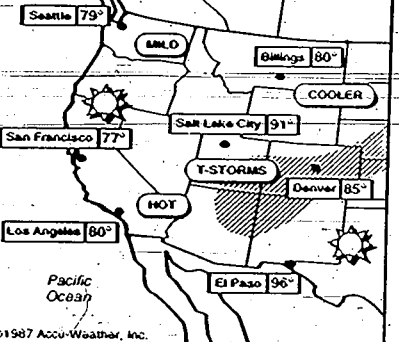 Seattle 79°
MILD
Billings 80°
COOLER
Salt Lake City 91°
San Francisco 77°
T-STORMS
Denver 85°
HOT
Los Angeles 80°
El Paso 96°
Pacific
Ocean
©1987 Accu-Weather, Inc.